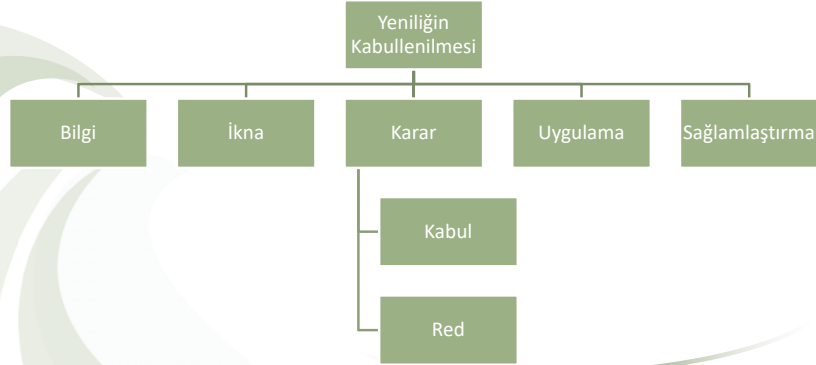 Yeniliğin
Kabullenilmesi
Bilgi
İkna
Karar
Uygulama
Sağlamlaştırma
Kabul
Red